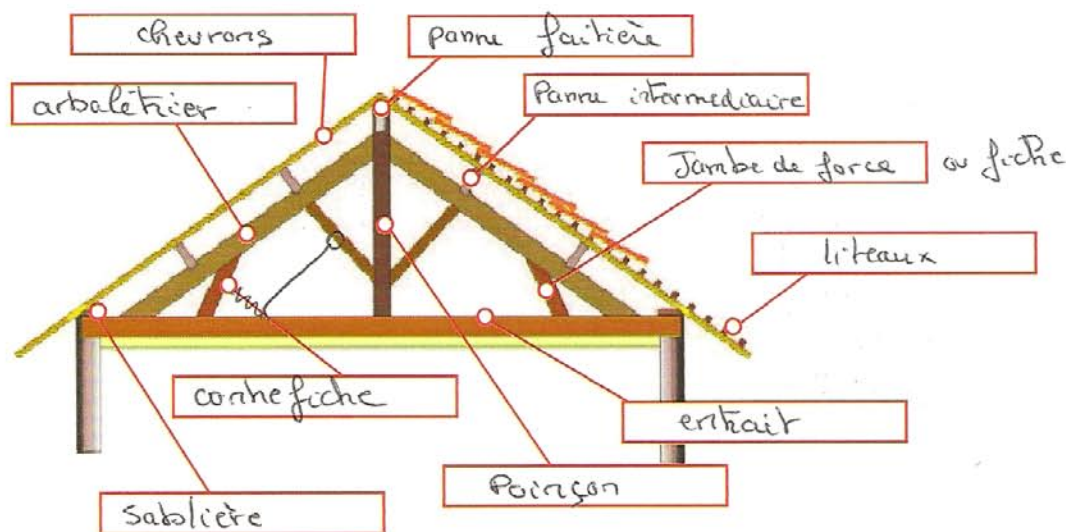 chevrons
panne faitière
arbalétrier
Panne intermediaire
Jambe de force ou fiche
liteaux
contrefiche
entrait
Poinçon
Sablière